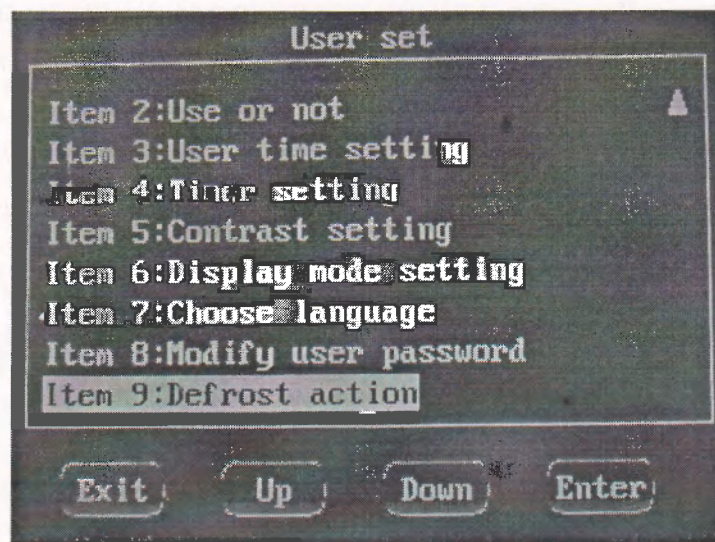 User set
Item 2:Use or not
Item 3:User time setting
Item 4:Timer setting
Item 5:Contrast setting
Item 6:Display mode setting
Item 7:Choose language
Item 8:Modify user password
Item 9:Defrost action
Exit Up Down Enter